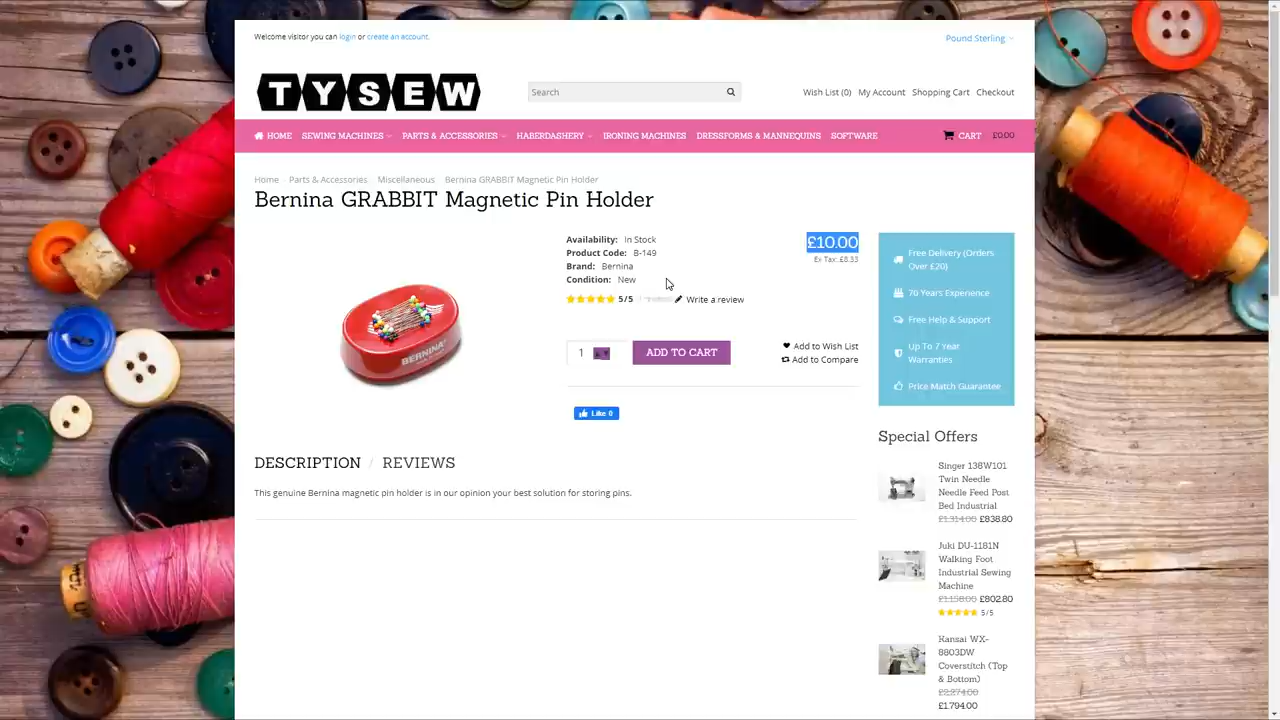 Welcome visitor you can login or create an account.
Pound Sterling
TYSEW
Search
Wish List (0) My Account Shopping Cart Checkout
HOME SEWING MACHINES PARTS & ACCESSORIES HABERDASHERY IRONING MACHINES DRESSFORMS & MANNEQUINS SOFTWARE CART £0.00
Home Parts & Accessories Miscellaneous Bernina GRABBIT Magnetic Pin Holder
Bernina GRABBIT Magnetic Pin Holder
Availability: In Stock
Product Code: B-149
Brand: Bernina
Condition: New
5/5 Write a review
£10.00
Ex Tax: £8.33
1 ADD TO CART
Add to Wish List
Add to Compare
Like 0
BERNINA
DESCRIPTION / REVIEWS
This genuine Bernina magnetic pin holder is in our opinion your best solution for storing pins.
Free Delivery (Orders
Over £20)
70 Years Experience
Free Help & Support
Up To 7 Year
Warranties
Price Match Guarantee
Special Offers
Singer 138W101
Twin Needle
Needle Feed Post
Bed Industrial
£1,314.00 £838.80
Juki DU-1181N
Walking Foot
Industrial Sewing
Machine
£1,158.00 £802.80
5/5
Kansai WX-
8803DW
Coverstitch (Top
& Bottom)
£2,274.00
£1,794.00